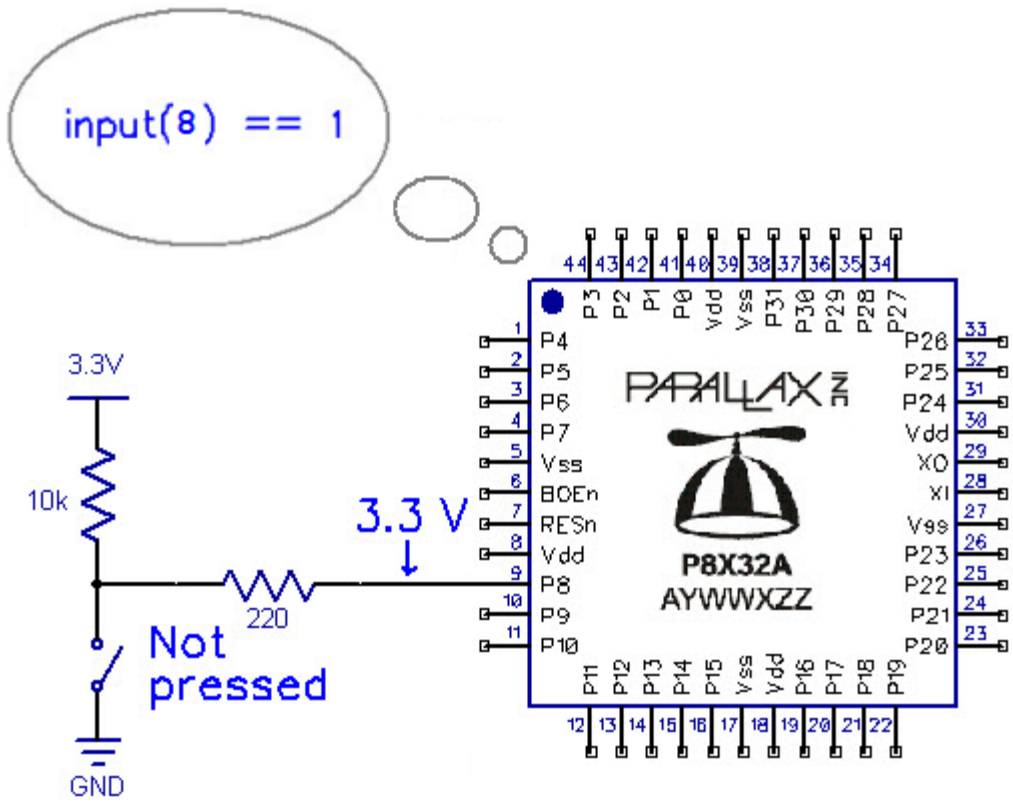 input(8) == 1
44 43 42 41 40 39 38 37 36 35 34
P3 P2 P1 P0 Vdd Vss P31 P30 P29 P28 P27
1 P4
2 P5
3 P6
4 P7
5 Vss
6 BOEn
7 RESn
8 Vdd
9 P8
10 P9
11 P10
PARALLAX INC
P8X32A
AYWWXZZ
P26 33
P25 32
P24 31
Vdd 30
XO 29
XI 28
Vss 27
P23 26
P22 25
P21 24
P20 23
P11 P12 P13 P14 P15 Vss Vdd P16 P17 P18 P19
12 13 14 15 16 17 18 19 20 21 22
3.3V
10k
3.3 V
220
Not
pressed
GND